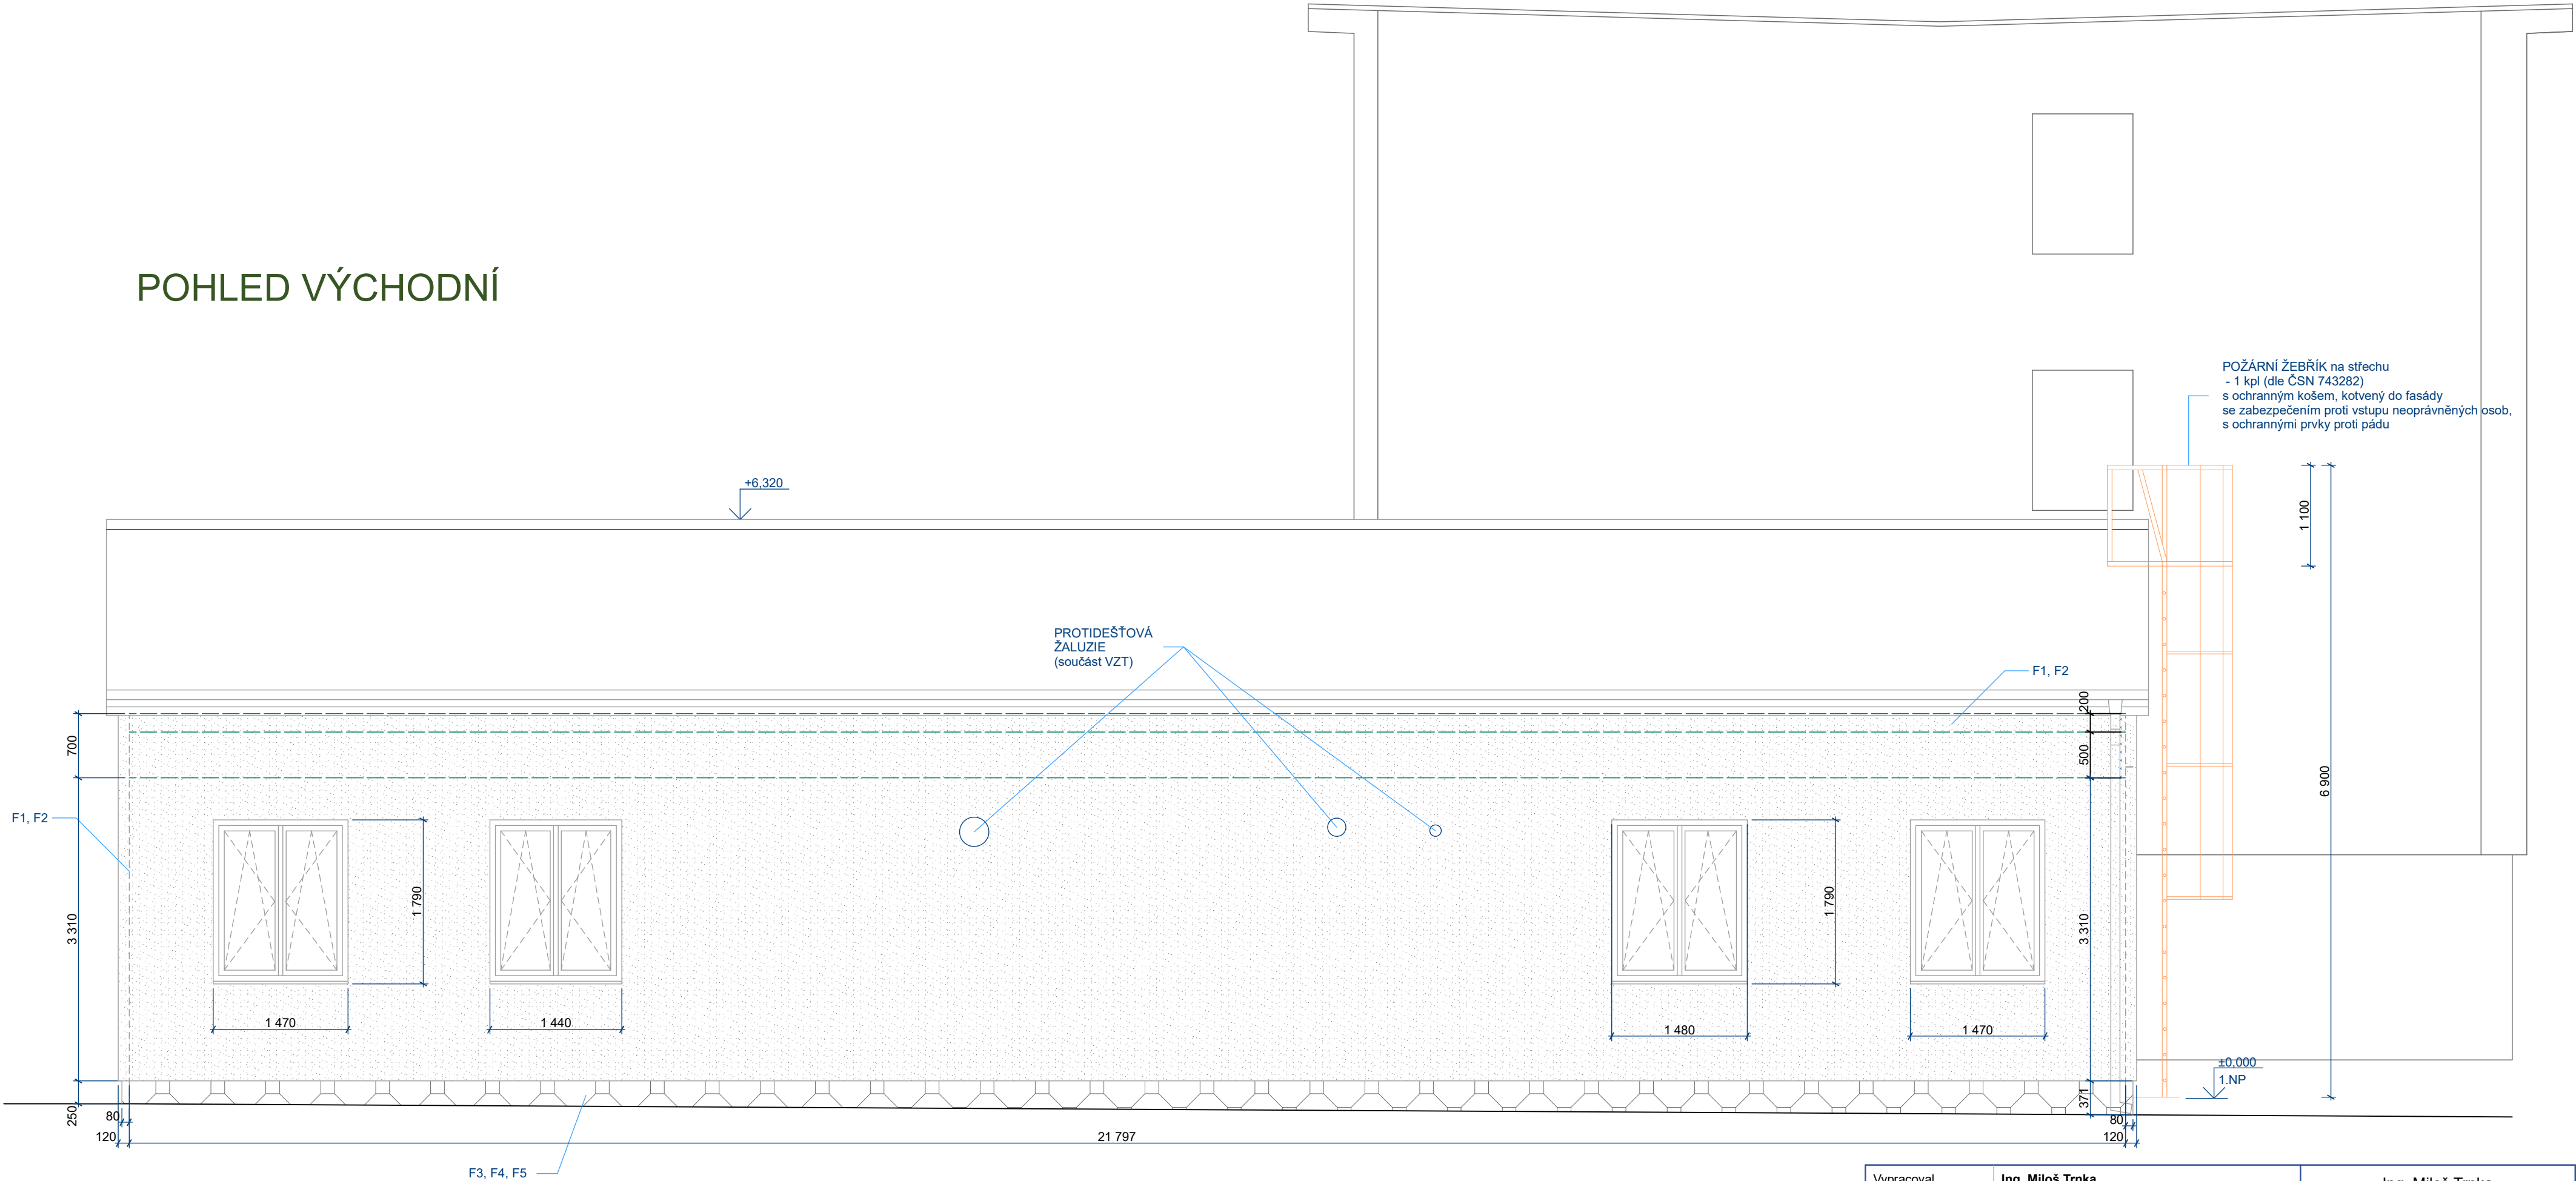 POHLED VÝCHODNÍ
POŽÁRNÍ ŽEBŘÍK na střechu
- 1 kpl (dle ČSN 743282)
s ochranným košem, kotvený do fasády
se zabezpečením proti vstupu neoprávněných osob,
s ochrannými prvky proti pádu
+6,320
1 100
PROTIDEŠŤOVÁ
ŽALUZIE
(součást VZT)
F1, F2
200
700
500
6 900
F1, F2
1 790
1 790
3 310
3 310
1 470
1 440
1 480
1 470
±0,000
1.NP
250
371
80
80
120
21 797
120
F3, F4, F5
Vypracoval
Ing. Miloš Trnka
Ing. Miloš Trnka